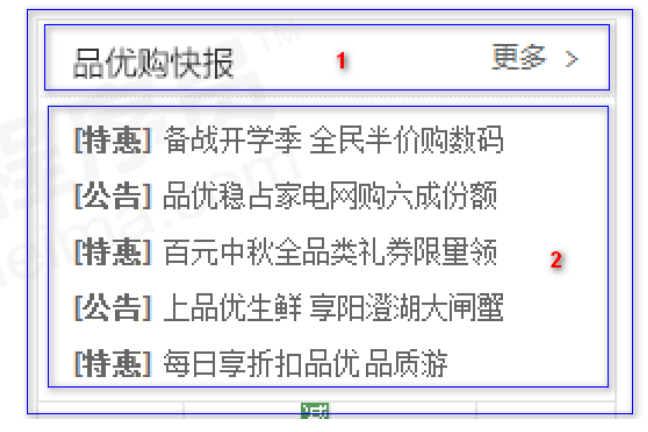 品优购快报 1 更多 >
[特惠] 备战开学季 全民半价购数码
[公告] 品优稳占家电网购六成份额
[特惠] 百元中秋全品类礼券限量领
2
[公告] 上品优生鲜 享阳澄湖大闸蟹
[特惠] 每日享折扣品优品质游